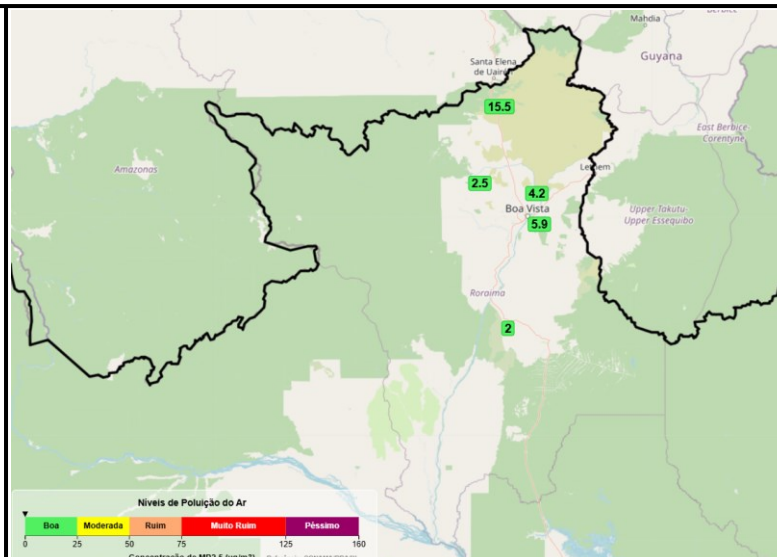 Mahdia
Guyana
Santa Elena
de Uairén
15.5
East Berbice
Corentyne
Amazonas
2.5
Lethem
4.2
Boa Vista
5.9
Upper Takutu
Upper Essequibo
Roraima
2
Níveis de Poluição do Ar
Boa Moderada Ruim Muito Ruim Péssimo
0 25 50 75 125 160